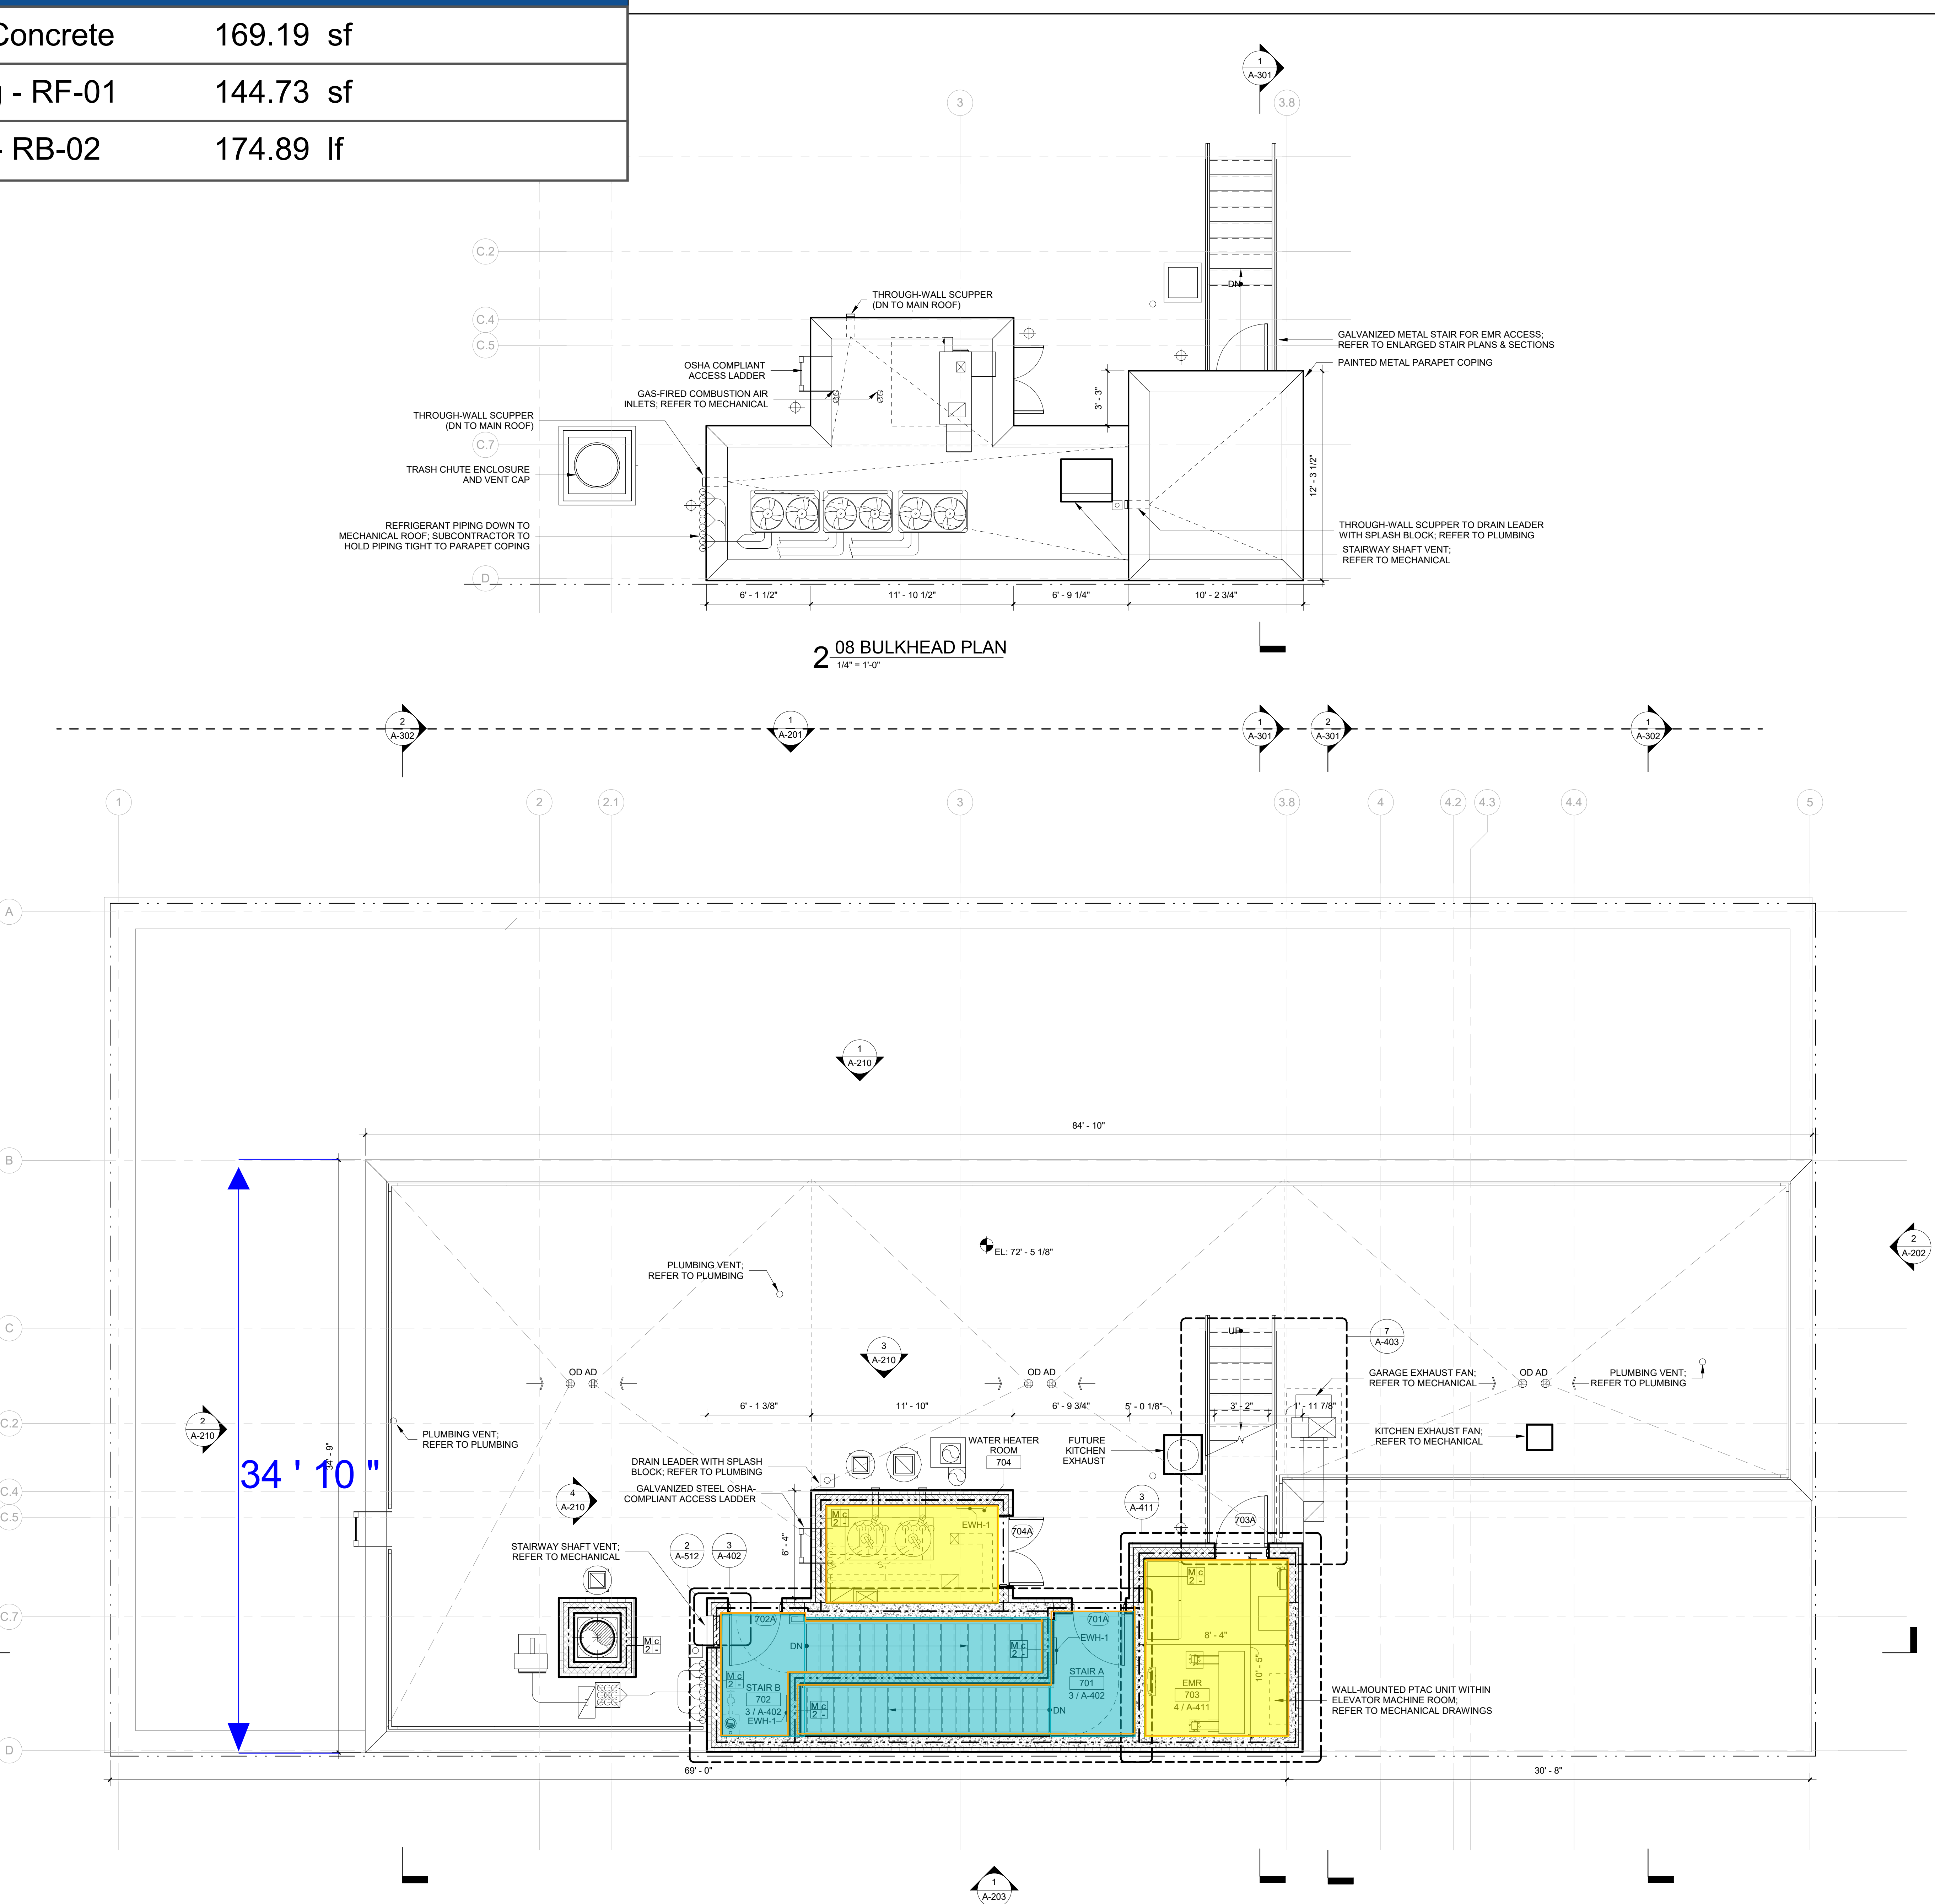 Concrete 169.19 sf
- RF-01 144.73 sf
- RB-02 174.89 lf
1
A-301
3
3.8
C.2
C.4
C.5
C.7
D
THROUGH-WALL SCUPPER
(DN TO MAIN ROOF)
DN
OSHA COMPLIANT
ACCESS LADDER
GAS-FIRED COMBUSTION AIR
INLETS; REFER TO MECHANICAL
THROUGH-WALL SCUPPER
(DN TO MAIN ROOF)
TRASH CHUTE ENCLOSURE
AND VENT CAP
REFRIGERANT PIPING DOWN TO
MECHANICAL ROOF; SUBCONTRACTOR TO
HOLD PIPING TIGHT TO PARAPET COPING
GALVANIZED METAL STAIR FOR EMR ACCESS;
REFER TO ENLARGED STAIR PLANS & SECTIONS
PAINTED METAL PARAPET COPING
3' - 3"
12' - 3 1/2"
THROUGH-WALL SCUPPER TO DRAIN LEADER
WITH SPLASH BLOCK; REFER TO PLUMBING
STAIRWAY SHAFT VENT;
REFER TO MECHANICAL
6' - 1 1/2"
11' - 10 1/2"
6' - 9 1/4"
10' - 2 3/4"
2 08 BULKHEAD PLAN
1/4" = 1'-0"
2
A-302
1
A-201
1
A-301
2
A-301
1
A-302
1
2
2.1
3
3.8
4
4.2
4.3
4.4
5
A
B
C
C.2
C.4
C.5
C.7
D
1
A-210
84' - 10"
EL: 72' - 5 1/8"
2
A-202
PLUMBING VENT;
REFER TO PLUMBING
UP
7
A-403
3
A-210
OD AD
OD AD
OD AD
GARAGE EXHAUST FAN;
REFER TO MECHANICAL
PLUMBING VENT;
REFER TO PLUMBING
6' - 1 3/8"
11' - 10"
6' - 9 3/4"
5' - 0 1/8"
3' - 2"
1' - 11 7/8"
2
A-210
PLUMBING VENT;
REFER TO PLUMBING
34' - 9"
34 ' 10 "
KITCHEN EXHAUST FAN;
REFER TO MECHANICAL
WATER HEATER
ROOM
704
FUTURE
KITCHEN
EXHAUST
DRAIN LEADER WITH SPLASH
BLOCK; REFER TO PLUMBING
GALVANIZED STEEL OSHA-
COMPLIANT ACCESS LADDER
4
A-210
3
A-411
M c
2 -
EWH-1
704A
703A
6' - 4"
STAIRWAY SHAFT VENT;
REFER TO MECHANICAL
2
A-512
3
A-402
M c
2 -
702A
701A
DN
M c
2 -
EWH-1
8' - 4"
10' - 5"
M c
2 -
M c
2 -
STAIR B
702
3 / A-402
EWH-1
M c
2 -
STAIR A
701
3 / A-402
DN
EMR
703
4 / A-411
WALL-MOUNTED PTAC UNIT WITHIN
ELEVATOR MACHINE ROOM;
REFER TO MECHANICAL DRAWINGS
69' - 0"
30' - 8"
1
A-203